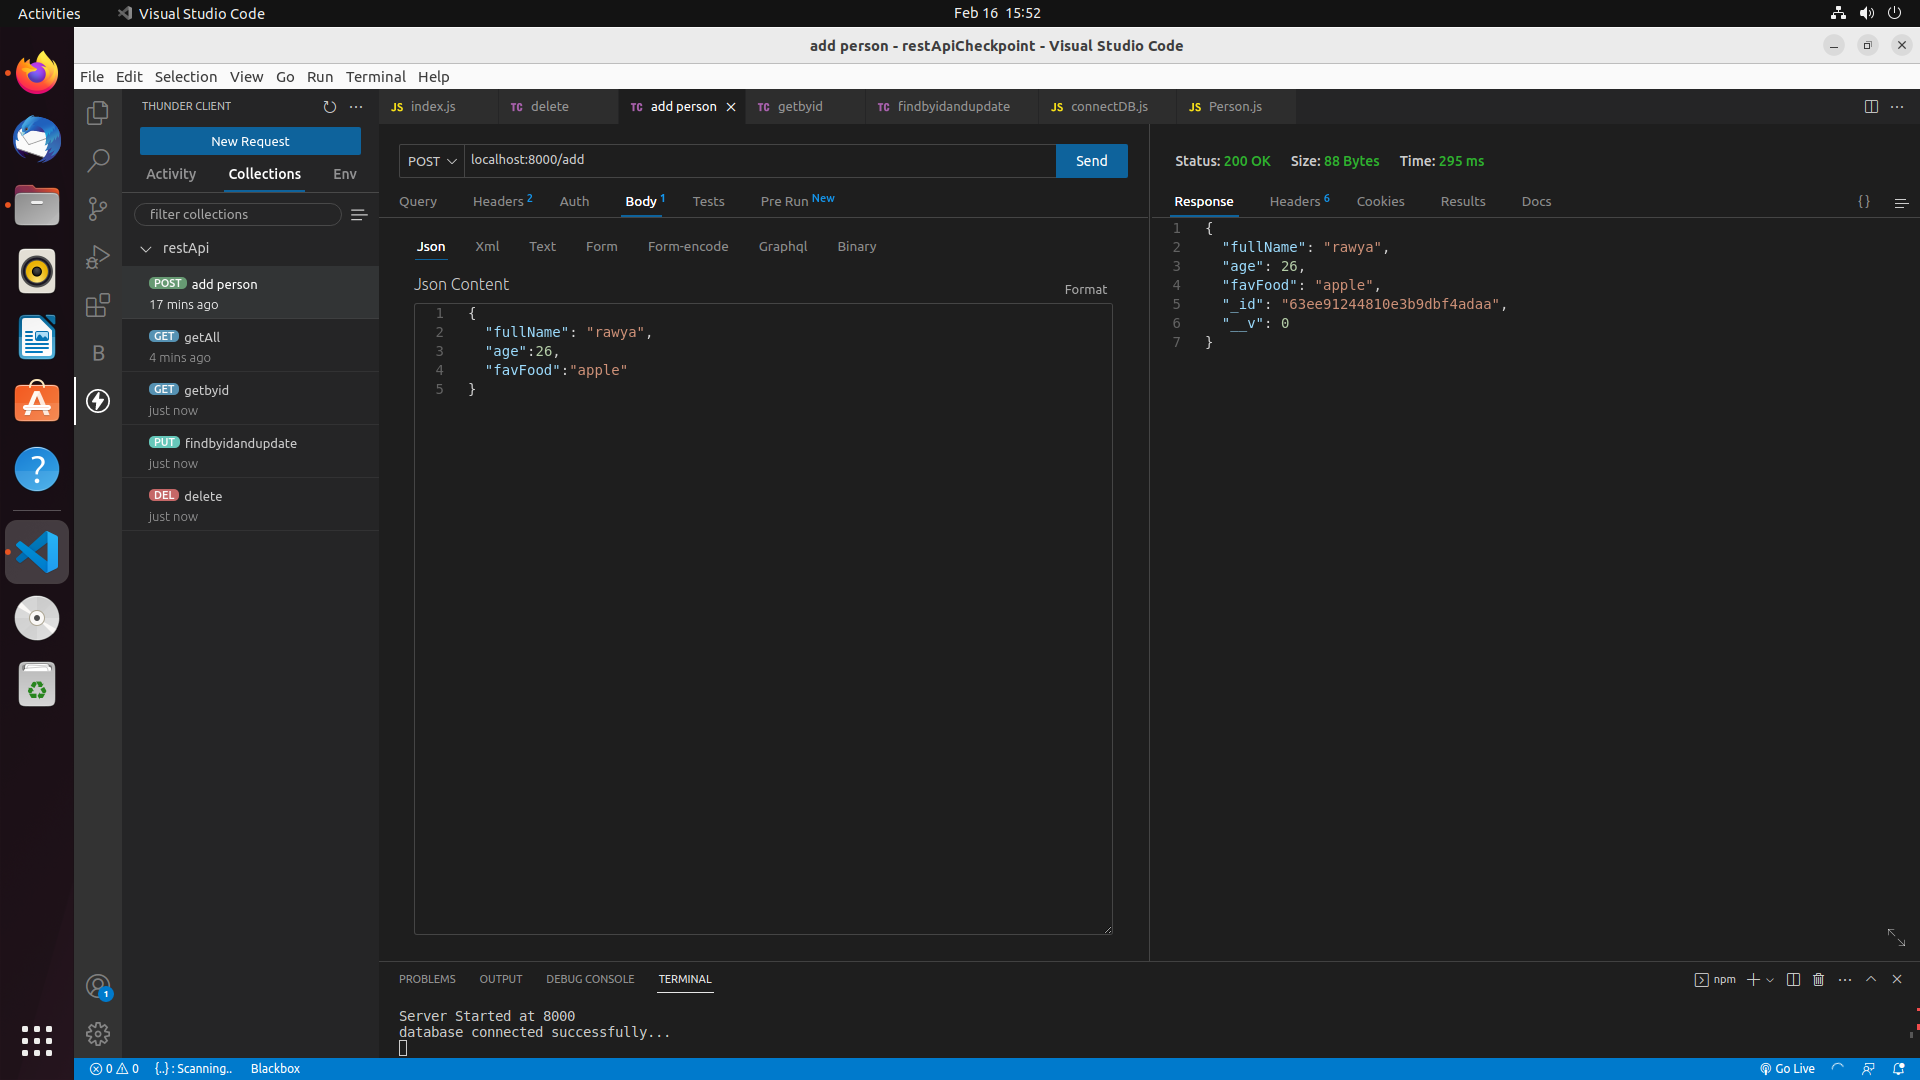 Activities
Visual Studio Code
Feb 16 15:52
add person - restApiCheckpoint - Visual Studio Code
File Edit Selection View Go Run Terminal Help
THUNDER CLIENT
New Request
Activity Collections Env
filter collections
restApi
POST add person
17 mins ago
GET getAll
4 mins ago
GET getbyid
just now
PUT findbyidandupdate
just now
DEL delete
just now
JS index.js
TC delete
TC add person
TC getbyid
TC findbyidandupdate
JS connectDB.js
JS Person.js
POST localhost:8000/add Send
Query Headers 2 Auth Body 1 Tests Pre Run New
Json Xml Text Form Form-encode Graphql Binary
Json Content
Format
1 {
2 "fullName": "rawya",
3 "age":26,
4 "favFood":"apple"
5 }
Status: 200 OK Size: 88 Bytes Time: 295 ms
Response Headers 6 Cookies Results Docs
{}
1 {
2 "fullName": "rawya",
3 "age": 26,
4 "favFood": "apple",
5 "_id": "63ee91244810e3b9dbf4adaa",
6 "__v": 0
7 }
PROBLEMS OUTPUT DEBUG CONSOLE TERMINAL
npm
Server Started at 8000
database connected successfully...
B
1
0 0 {..} : Scanning.. Blackbox
Go Live